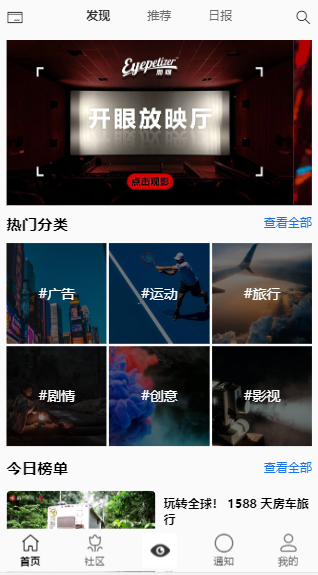 发现 推荐 日报
Eyepetizer
开眼
开眼放映厅
点击观影
热门分类 查看全部
#广告 #运动 #旅行
#剧情 #创意 #影视
今日榜单 查看全部
玩转全球! 1588 天房车旅
行
首页 社区 通知 我的